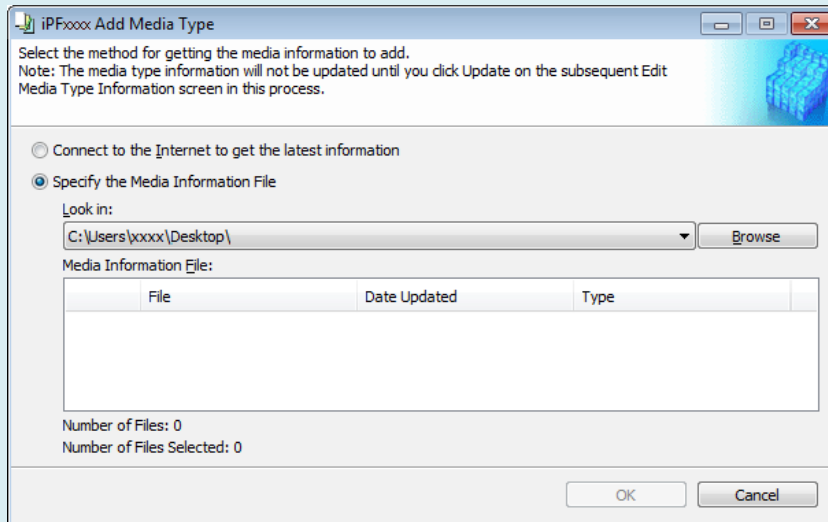 iPFxxxx Add Media Type
Select the method for getting the media information to add.
Note: The media type information will not be updated until you click Update on the subsequent Edit
Media Type Information screen in this process.
Connect to the Internet to get the latest information
Specify the Media Information File
Look in:
C:\Users\xxxx\Desktop\
Browse
Media Information File:
File Date Updated Type
Number of Files: 0
Number of Files Selected: 0
OK Cancel